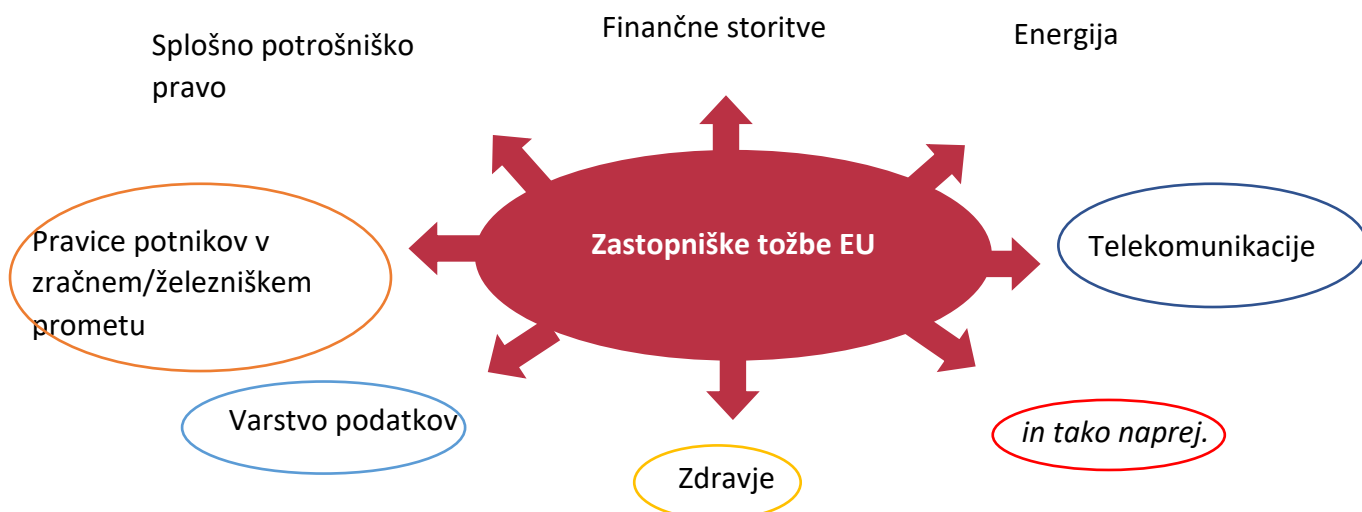 Splošno potrošniško
pravo
Finančne storitve
Energija
Pravice potnikov v
zračnem/železniškem
prometu
Zastopniške tožbe EU
Telekomunikacije
Varstvo podatkov
Zdravje
in tako naprej.